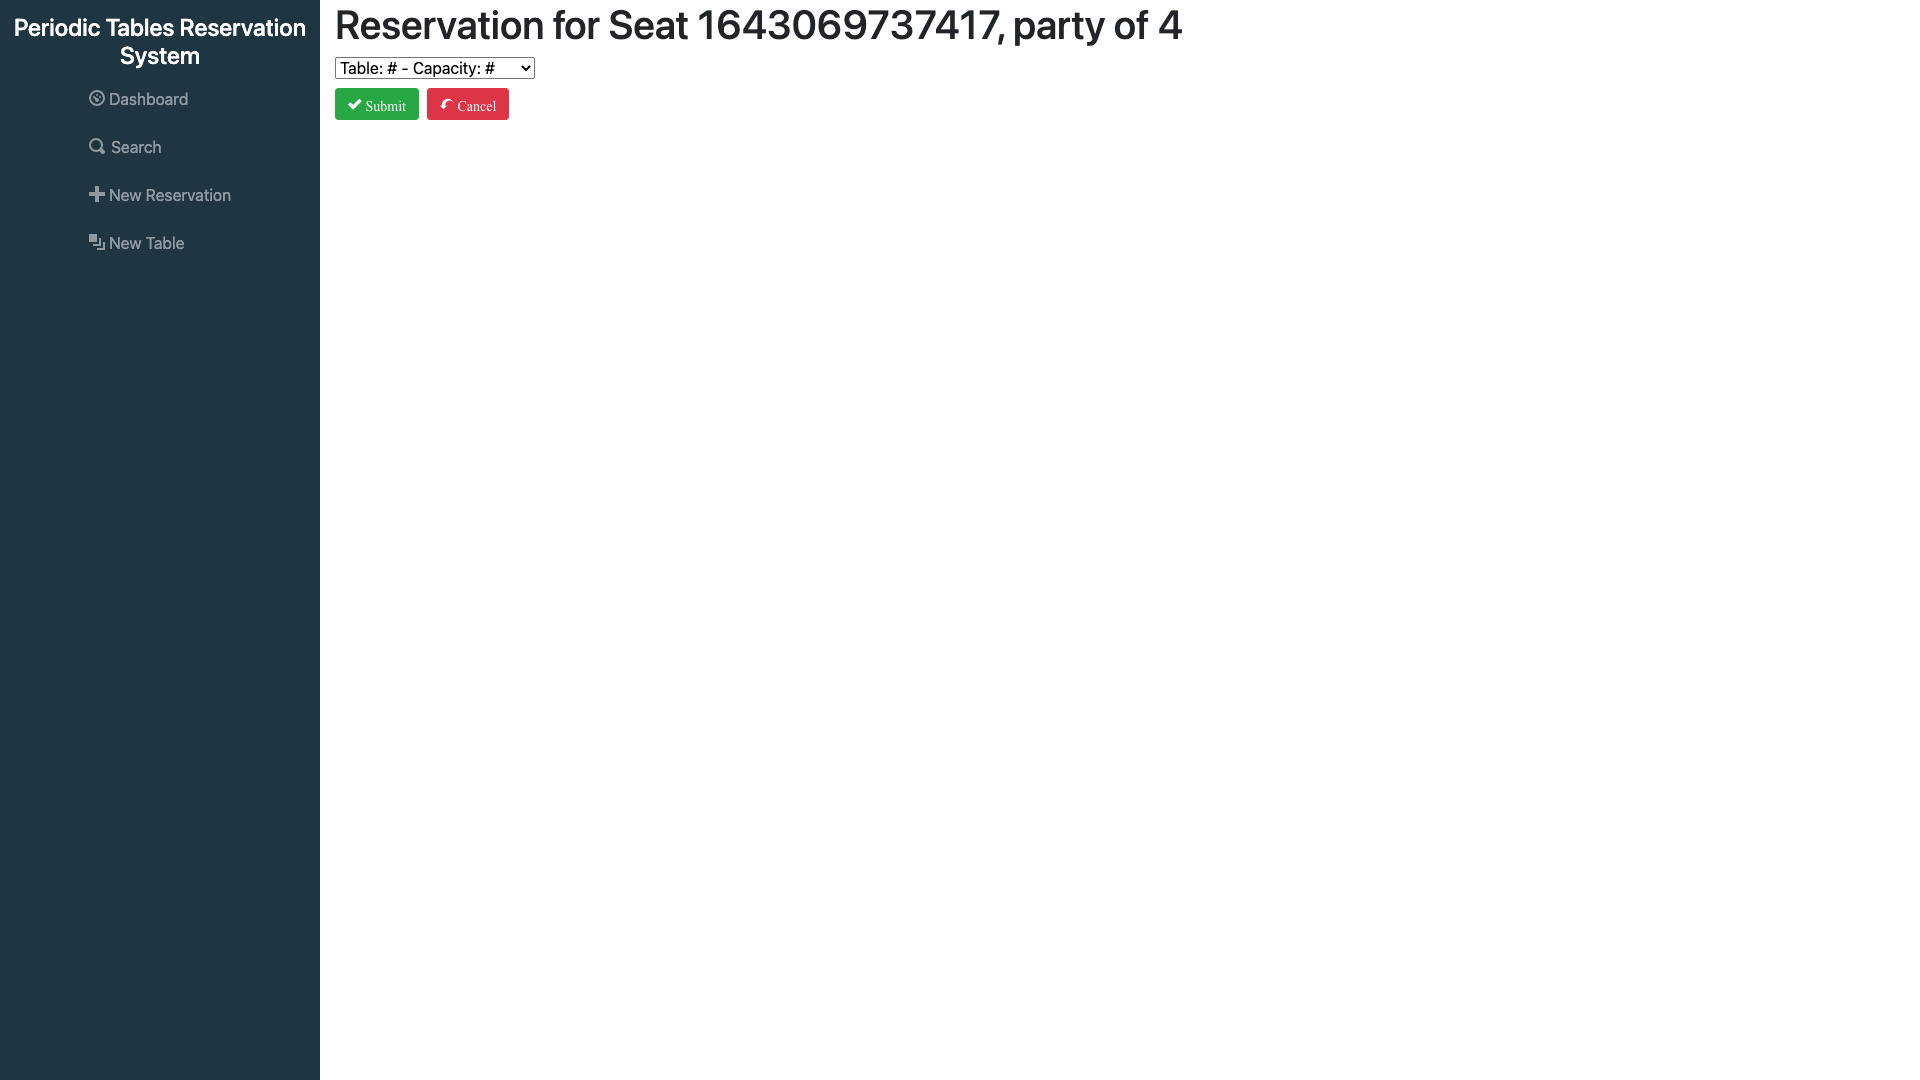 Periodic Tables Reservation
System
Dashboard
Search
New Reservation
New Table
Reservation for Seat 1643069737417, party of 4
Table: # - Capacity: #
Submit
Cancel